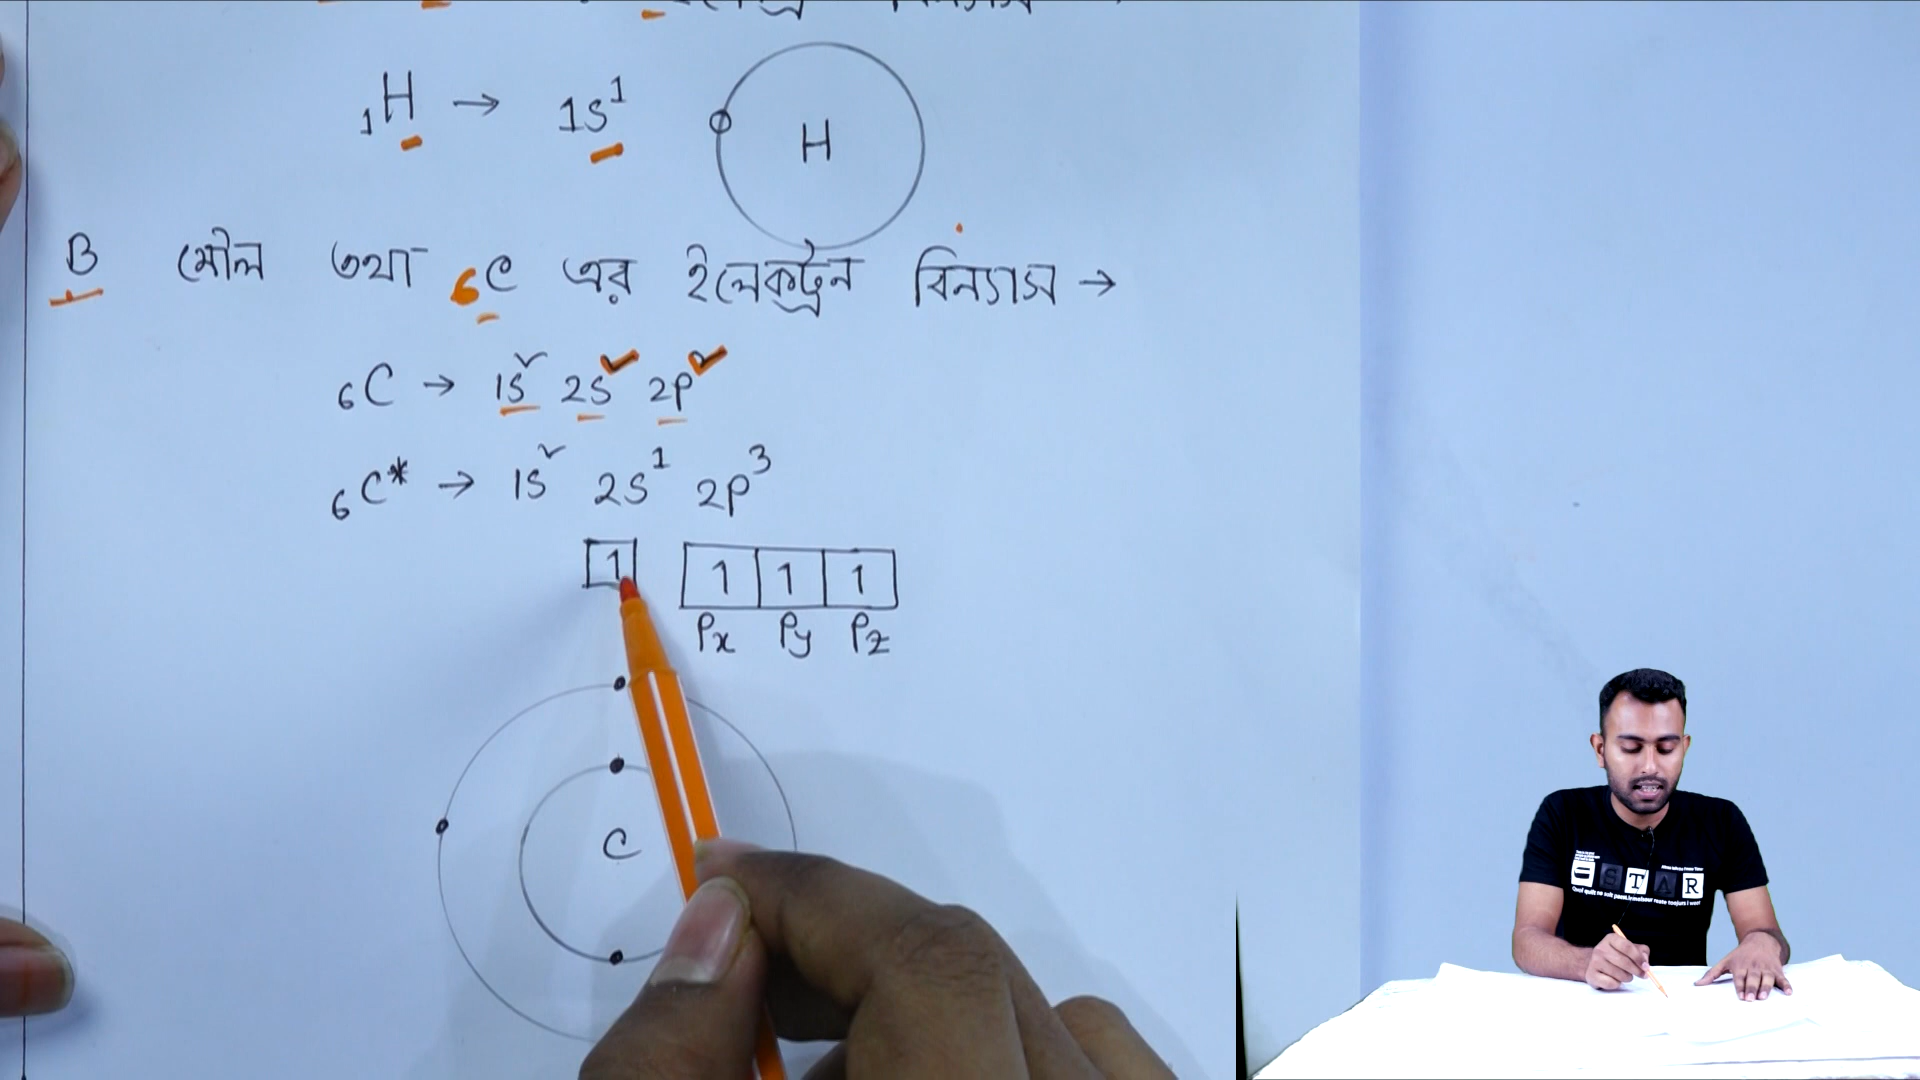 ₁H → 1s¹
H
B মৌল তথা ₆C এর ইলেকট্রন বিন্যাস →
₆C → 1s² 2s² 2p²
₆C* → 1s² 2s¹ 2p³
1 1 1 1
Px Py Pz
C
STAR